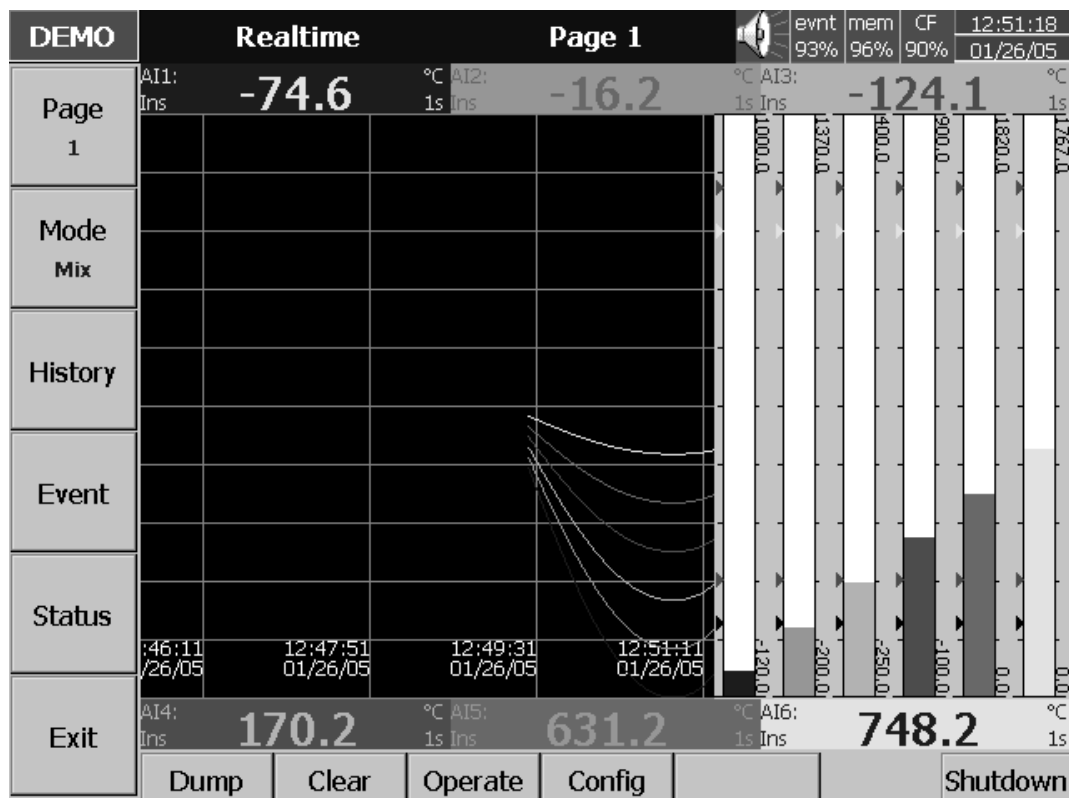 DEMO
Realtime
Page 1
evnt
mem
CF
93%
96%
90%
12:51:18
01/26/05
Page
1
Mode
Mix
History
Event
Status
Exit
AI1:
Ins
-74.6
°C
1s
AI2:
Ins
-16.2
°C
1s
AI3:
Ins
-124.1
°C
1s
1000.0
1370.0
400.0
900.0
1820.0
1767.0
:46:11
/26/05
12:47:51
01/26/05
12:49:31
01/26/05
12:51:11
01/26/05
-120.0
-200.0
-250.0
-100.0
0.0
0.0
AI4:
Ins
170.2
°C
1s
AI5:
Ins
631.2
°C
1s
AI6:
Ins
748.2
°C
1s
Dump
Clear
Operate
Config
Shutdown